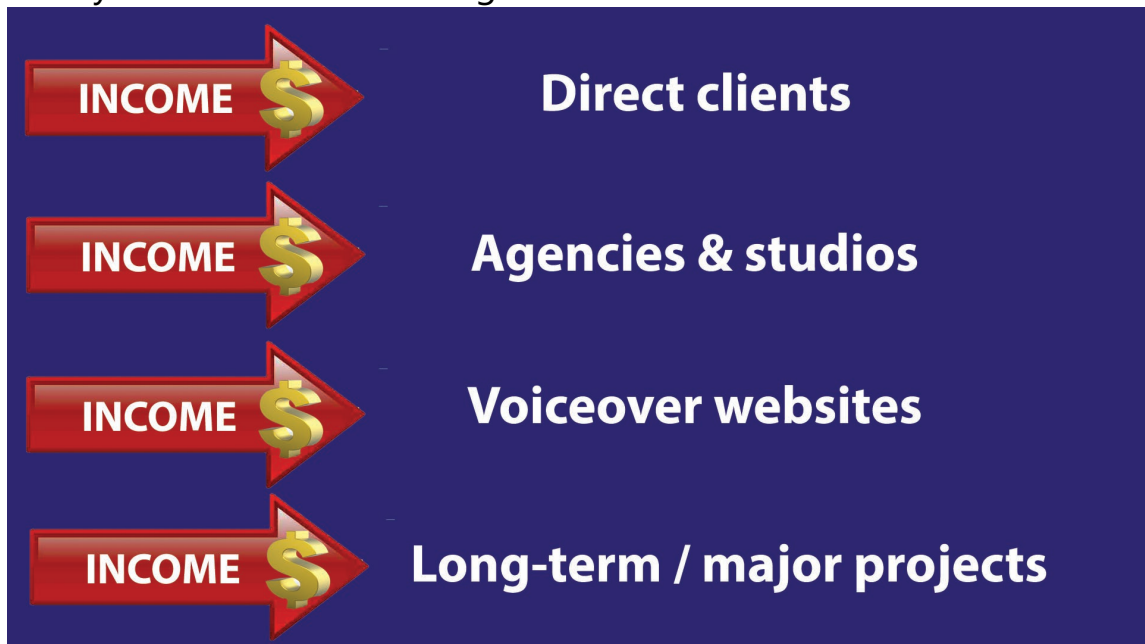 INCOME $ Direct clients
INCOME $ Agencies & studios
INCOME $ Voiceover websites
INCOME $ Long-term / major projects